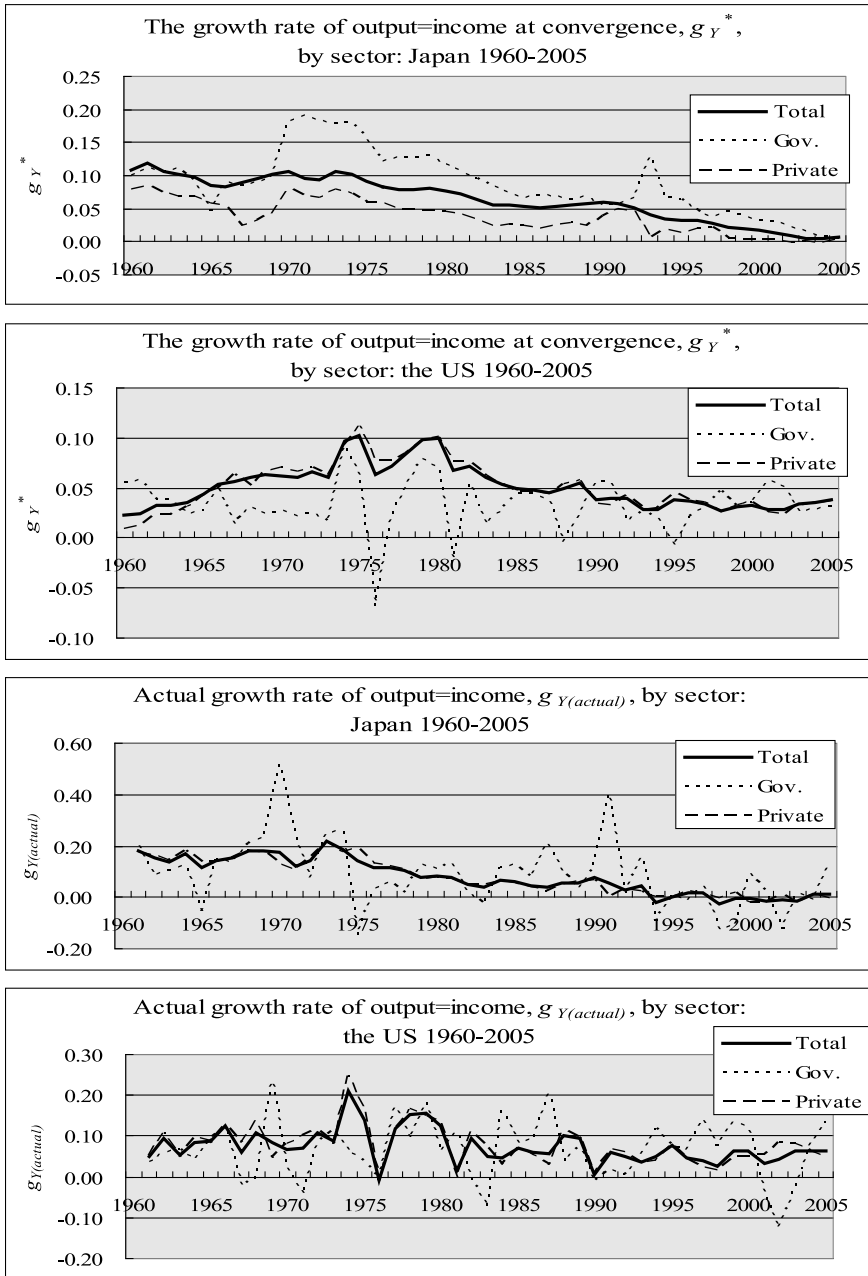 The growth rate of output=income at convergence, g Y *,
by sector: Japan 1960-2005
0.25
0.20
0.15
0.10
0.05
0.00
-0.05
g Y *
1960 1965 1970 1975 1980 1985 1990 1995 2000 2005
Total
Gov.
Private
The growth rate of output=income at convergence, g Y *,
by sector: the US 1960-2005
0.15
0.10
0.05
0.00
-0.05
-0.10
g Y *
1960 1965 1970 1975 1980 1985 1990 1995 2000 2005
Total
Gov.
Private
Actual growth rate of output=income, g Y(actual), by sector:
Japan 1960-2005
0.60
0.40
0.20
0.00
-0.20
g Y(actual)
1960 1965 1970 1975 1980 1985 1990 1995 2000 2005
Total
Gov.
Private
Actual growth rate of output=income, g Y(actual), by sector:
the US 1960-2005
0.30
0.20
0.10
0.00
-0.10
-0.20
g Y(actual)
1960 1965 1970 1975 1980 1985 1990 1995 2000 2005
Total
Gov.
Private